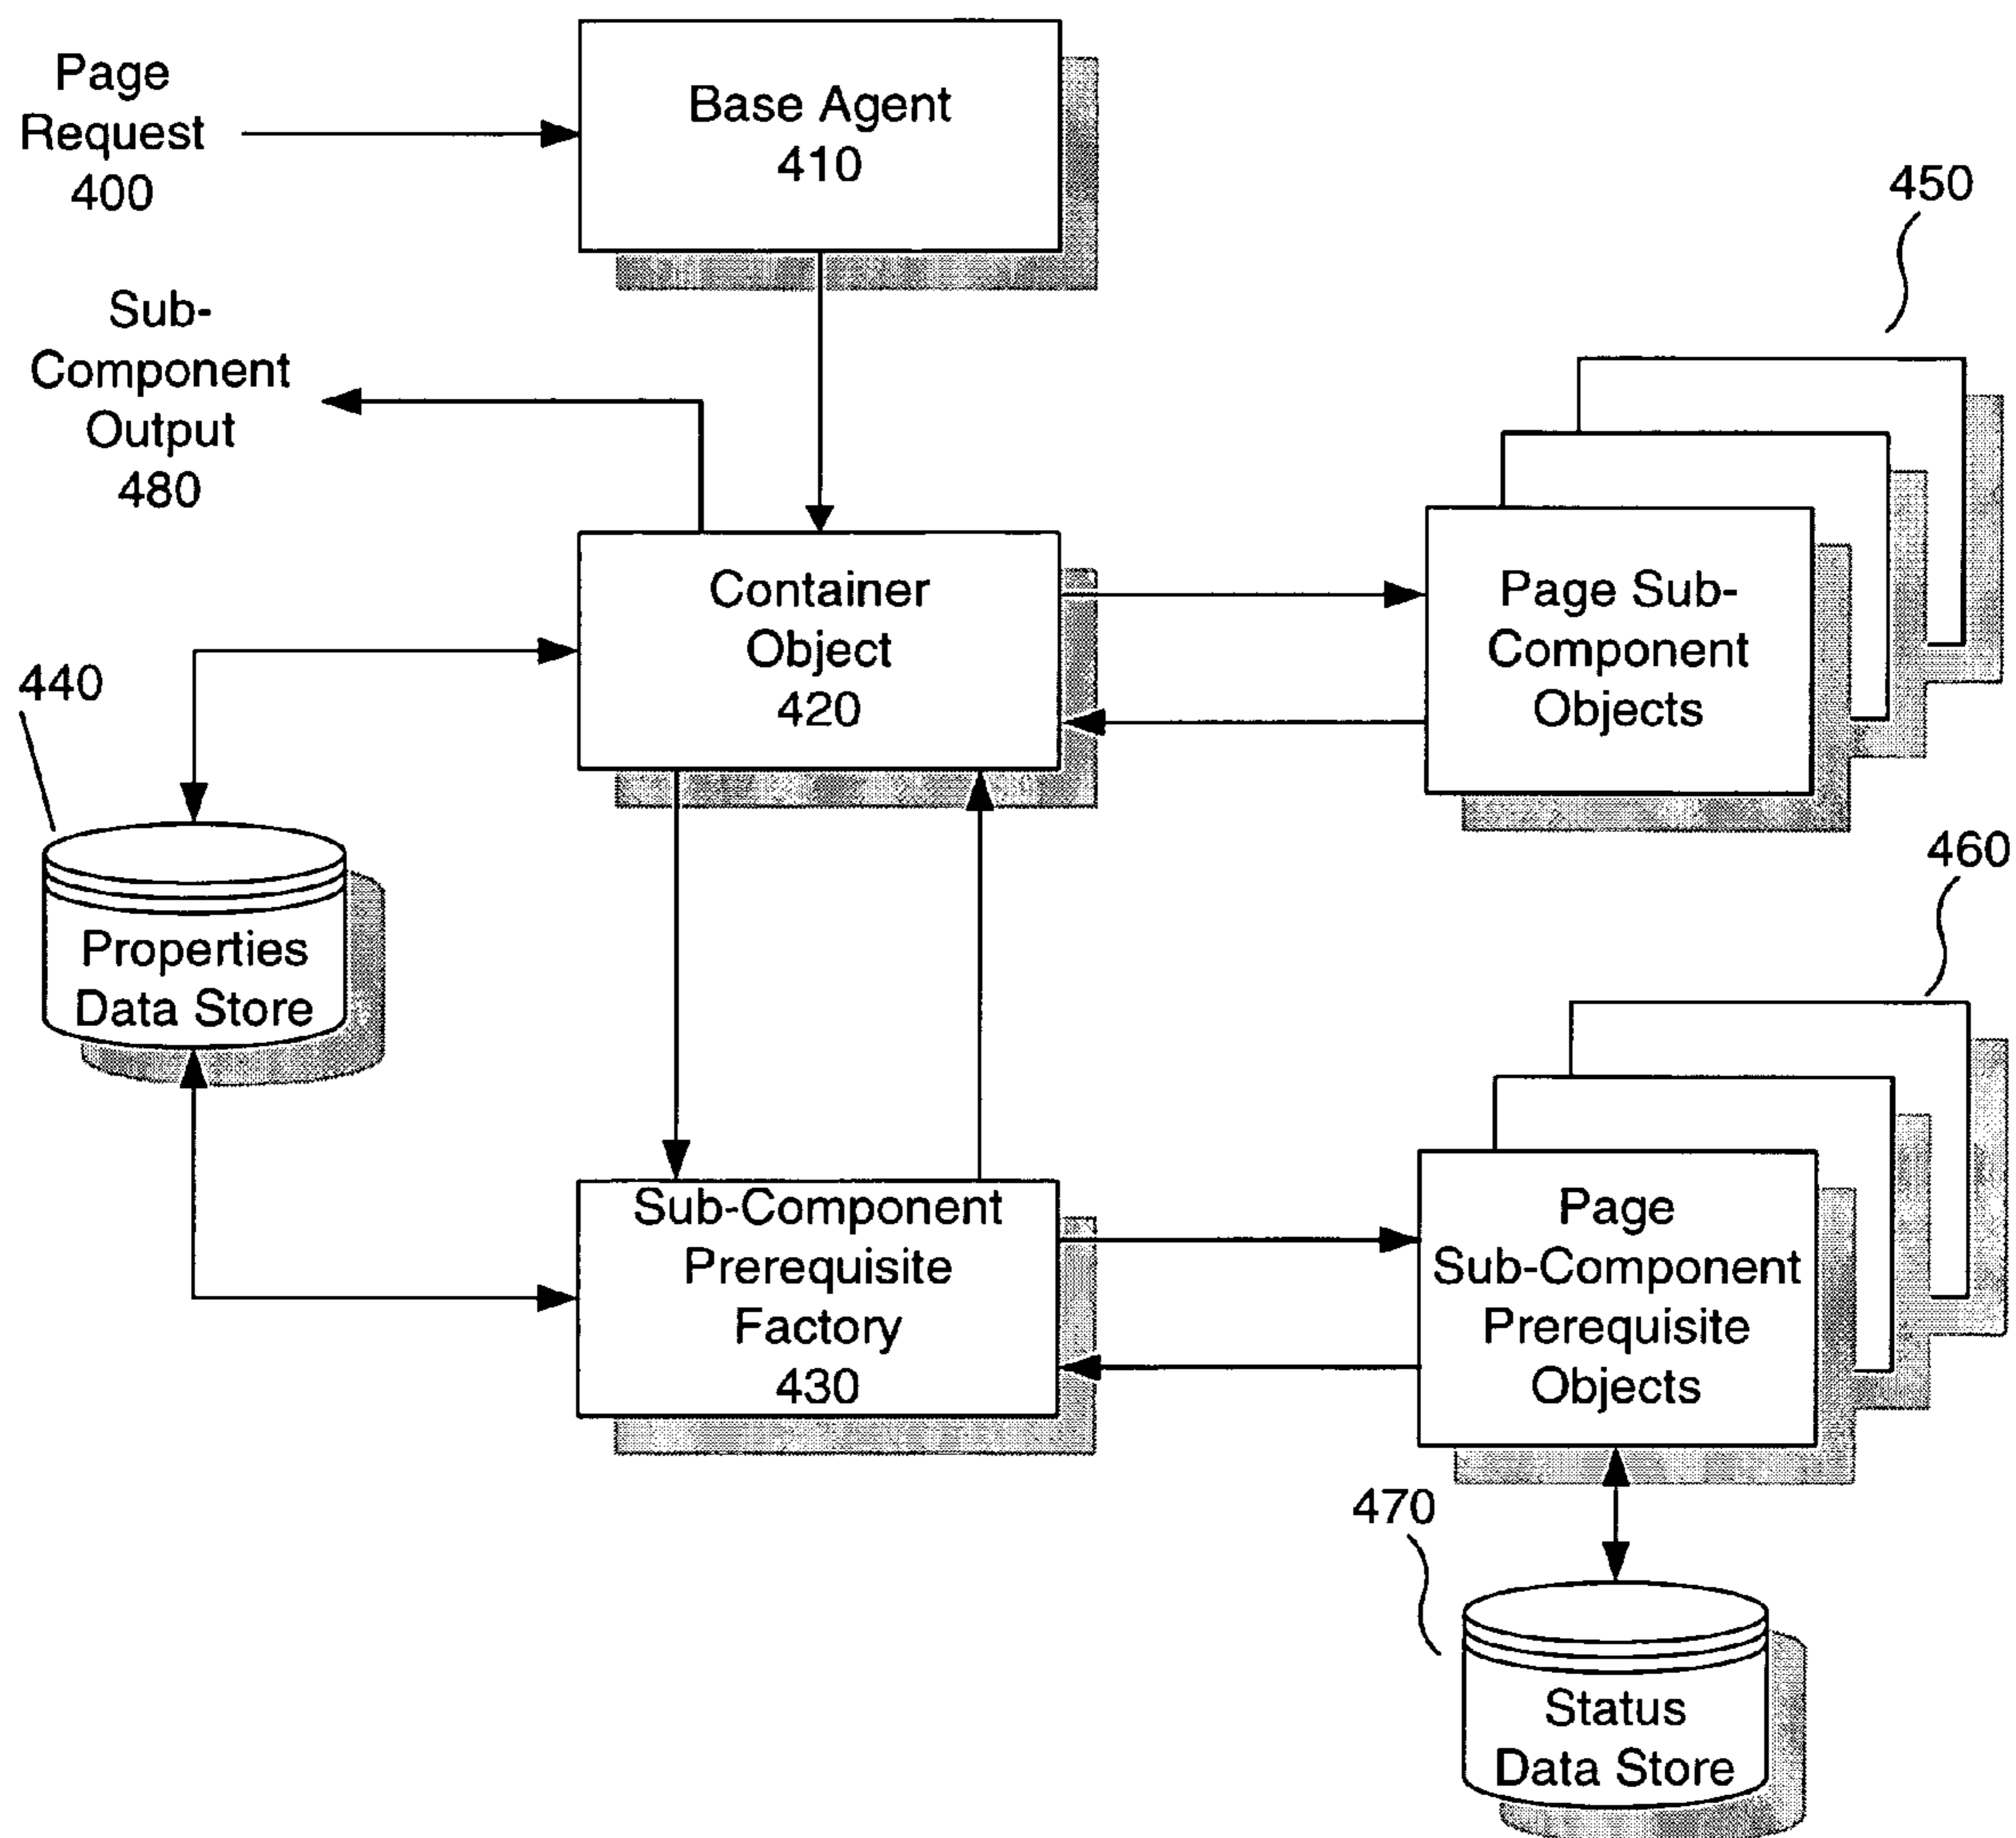 Page
Request
400
Base Agent
410
450
Sub-
Component
Output
480
Container
Object
420
Page Sub-
Component
Objects
440
Properties
Data Store
460
Sub-Component
Prerequisite
Factory
430
Page
Sub-Component
Prerequisite
Objects
470
Status
Data Store